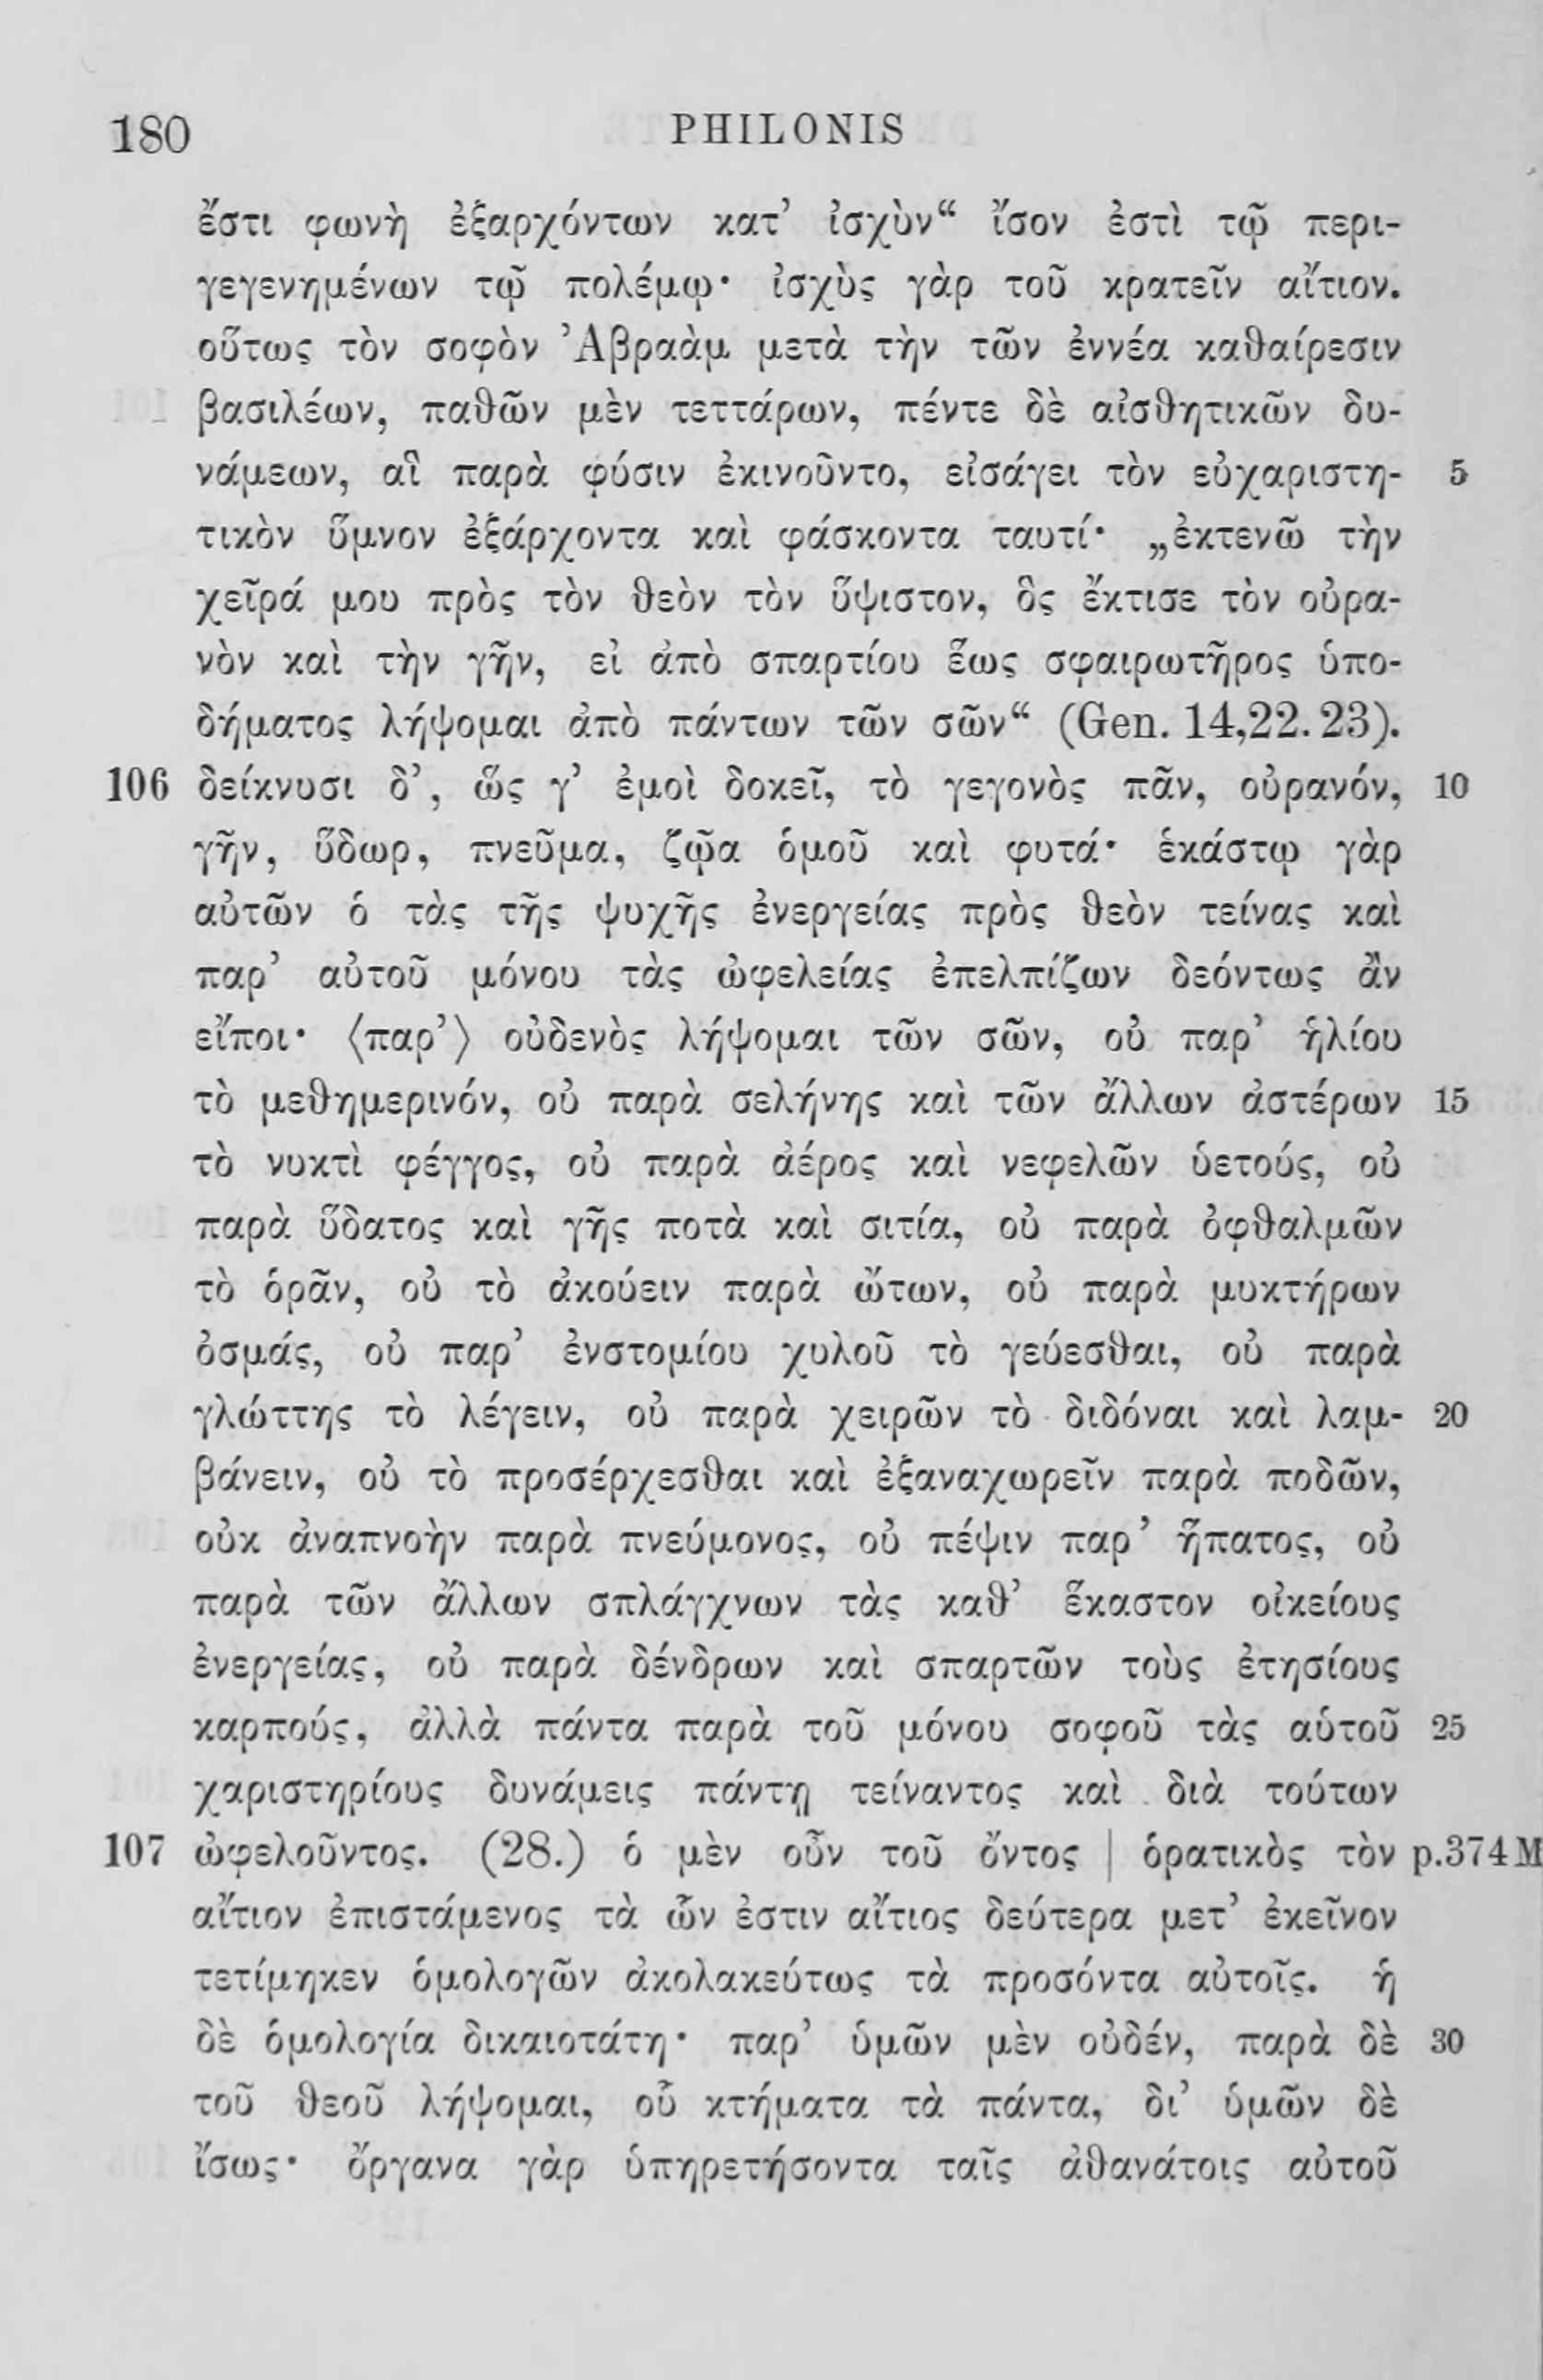 180 PHILONIS
ἔστι φωνὴ ἐξαρχόντων κατ’ ἰσχὺν“ ἴσον ἐστὶ τῷ περι-
γεγενημένων τῷ πολέμῳ· ἰσχὺς γὰρ τοῦ κρατεῖν αἴτιον.
οὕτως τὸν σοφὸν Ἀβραὰμ μετὰ τὴν τῶν ἐννέα καθαίρεσιν
βασιλέων, παθῶν μὲν τεττάρων, πέντε δὲ αἰσθητικῶν δυ-
νάμεων, αἳ παρὰ φύσιν ἐκινοῦντο, εἰσάγει τὸν εὐχαριστη- 5
τικὸν ὕμνον ἐξάρχοντα καὶ φάσκοντα ταυτί· „ἐκτενῶ τὴν
χεῖρά μου πρὸς τὸν θεὸν τὸν ὕψιστον, ὃς ἔκτισε τὸν οὐρα-
νὸν καὶ τὴν γῆν, εἰ ἀπὸ σπαρτίου ἕως σφαιρωτῆρος ὑπο-
δήματος λήψομαι ἀπὸ πάντων τῶν σῶν“ (Gen. 14,22. 23).
106 δείκνυσι δ’, ὥς γ’ ἐμοὶ δοκεῖ, τὸ γεγονὸς πᾶν, οὐρανόν, 10
γῆν, ὕδωρ, πνεῦμα, ζῷα ὁμοῦ καὶ φυτά· ἑκάστῳ γὰρ
αὐτῶν ὁ τὰς τῆς ψυχῆς ἐνεργείας πρὸς θεὸν τείνας καὶ
παρ’ αὐτοῦ μόνου τὰς ὠφελείας ἐπελπίζων δεόντως ἂν
εἴποι· ⟨παρ’⟩ οὐδενὸς λήψομαι τῶν σῶν, οὐ παρ’ ἡλίου
τὸ μεθημερινόν, οὐ παρὰ σελήνης καὶ τῶν ἄλλων ἀστέρων 15
τὸ νυκτὶ φέγγος, οὐ παρὰ ἀέρος καὶ νεφελῶν ὑετούς, οὐ
παρὰ ὕδατος καὶ γῆς ποτὰ καὶ σιτία, οὐ παρὰ ὀφθαλμῶν
τὸ ὁρᾶν, οὐ τὸ ἀκούειν παρὰ ὤτων, οὐ παρὰ μυκτήρων
ὀσμάς, οὐ παρ’ ἐνστομίου χυλοῦ τὸ γεύεσθαι, οὐ παρὰ
γλώττης τὸ λέγειν, οὐ παρὰ χειρῶν τὸ διδόναι καὶ λαμ- 20
βάνειν, οὐ τὸ προσέρχεσθαι καὶ ἐξαναχωρεῖν παρὰ ποδῶν,
οὐκ ἀναπνοὴν παρὰ πνεύμονος, οὐ πέψιν παρ’ ἥπατος, οὐ
παρὰ τῶν ἄλλων σπλάγχνων τὰς καθ’ ἕκαστον οἰκείους
ἐνεργείας, οὐ παρὰ δένδρων καὶ σπαρτῶν τοὺς ἐτησίους
καρπούς, ἀλλὰ πάντα παρὰ τοῦ μόνου σοφοῦ τὰς αὑτοῦ 25
χαριστηρίους δυνάμεις πάντῃ τείναντος καὶ διὰ τούτων
107 ὠφελοῦντος. (28.) ὁ μὲν οὖν τοῦ ὄντος | ὁρατικὸς τὸν p.374 M
αἴτιον ἐπιστάμενος τὰ ὧν ἐστιν αἴτιος δεύτερα μετ’ ἐκεῖνον
τετίμηκεν ὁμολογῶν ἀκολακεύτως τὰ προσόντα αὐτοῖς. ἡ
δὲ ὁμολογία δικαιοτάτη· παρ’ ὑμῶν μὲν οὐδέν, παρὰ δὲ 30
τοῦ θεοῦ λήψομαι, οὗ κτήματα τὰ πάντα, δι’ ὑμῶν δὲ
ἴσως· ὄργανα γὰρ ὑπηρετήσοντα ταῖς ἀθανάτοις αὐτοῦ